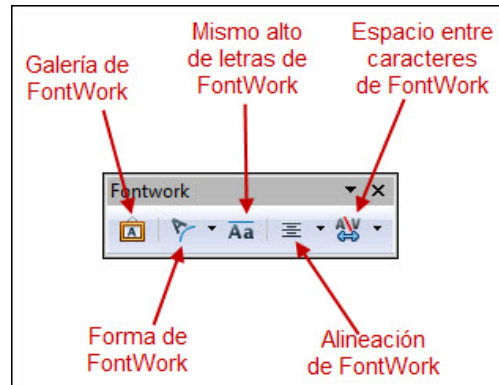 Galería de
FontWork
Mismo alto
de letras de
FontWork
Espacio entre
caracteres
de FontWork
Fontwork
A
A
Aa
AV
Forma de
FontWork
Alineación
de FontWork